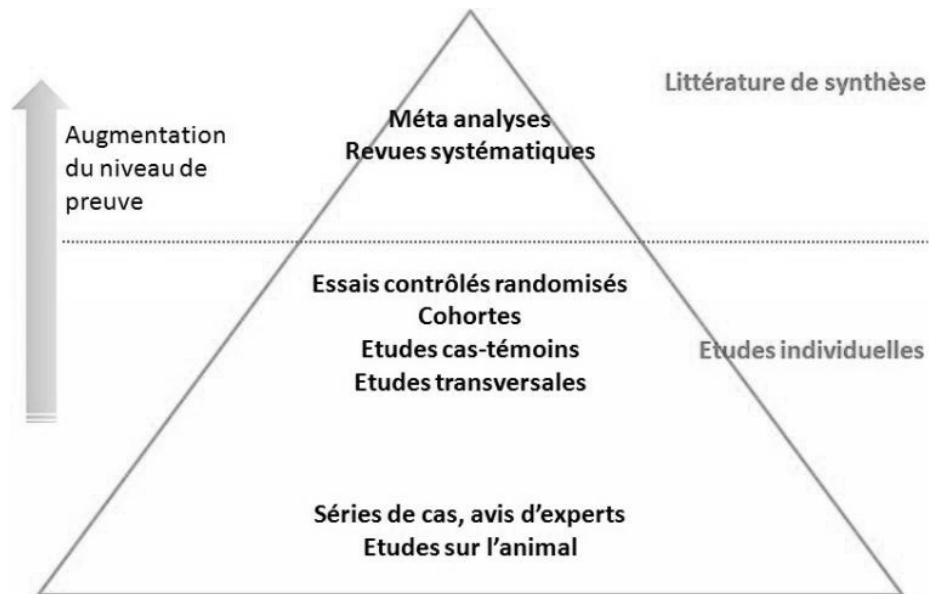 Littérature de synthèse
Méta analyses
Revues systématiques
Augmentation
du niveau de
preuve
Essais contrôlés randomisés
Cohortes
Etudes cas-témoins
Etudes transversales
Etudes individuelles
Séries de cas, avis d’experts
Etudes sur l’animal